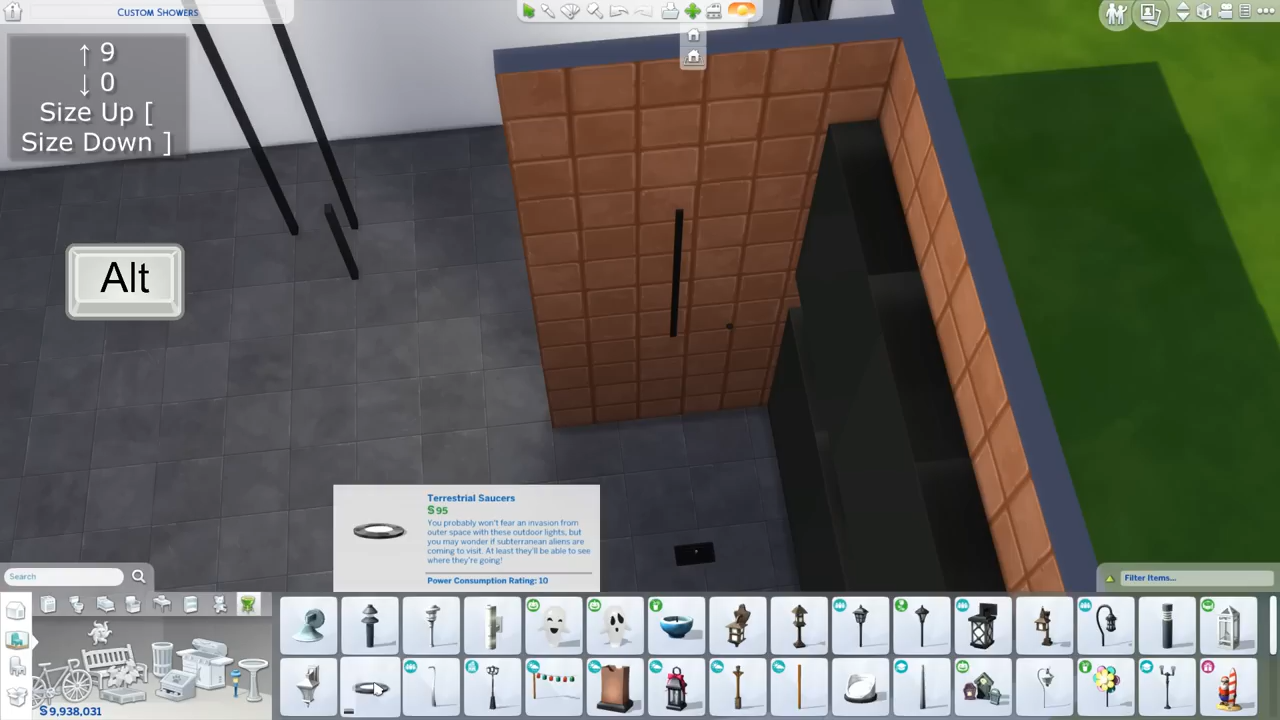 Custom Showers
↑ 9
↓ 0
Size Up [
Size Down ]
Alt
Terrestrial Saucers
§95
You probably won't fear an invasion from
outer space with these outdoor lights, but
you may wonder if subterranean aliens are
coming to visit. At least they'll be able to see
where they're going!
Power Consumption Rating: 10
Search
Filter Items...
§9,938,031